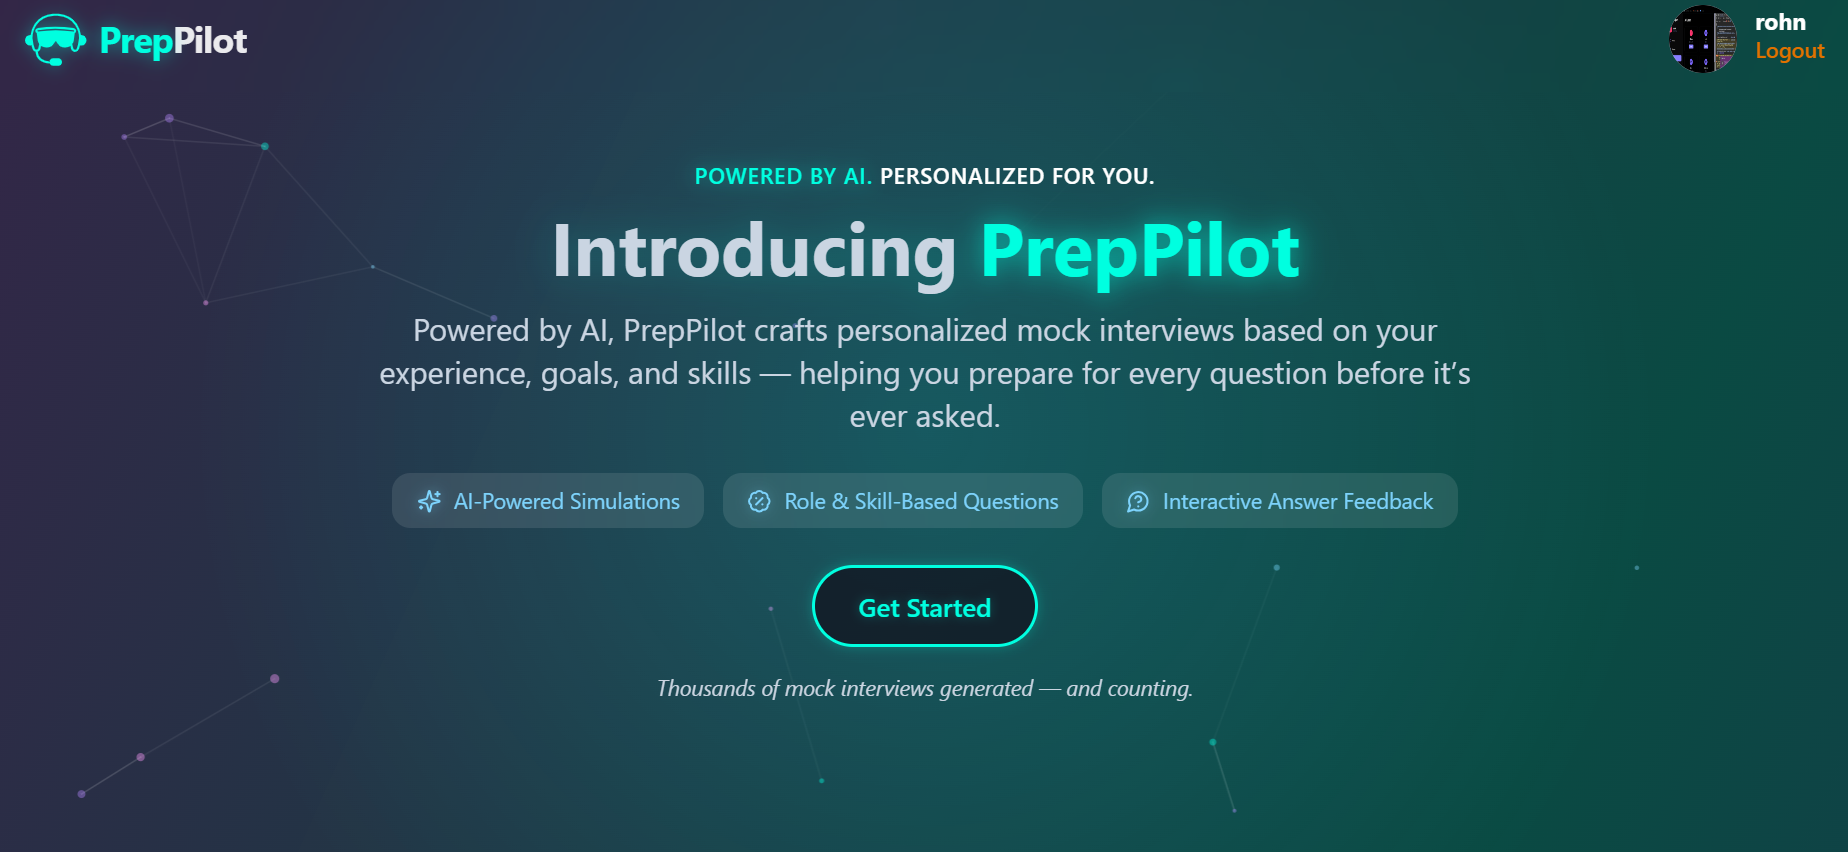 PrepPilot
rohn
Logout
POWERED BY AI. PERSONALIZED FOR YOU.
Introducing PrepPilot
Powered by AI, PrepPilot crafts personalized mock interviews based on your
experience, goals, and skills — helping you prepare for every question before it’s
ever asked.
AI-Powered Simulations
Role & Skill-Based Questions
Interactive Answer Feedback
Get Started
Thousands of mock interviews generated — and counting.